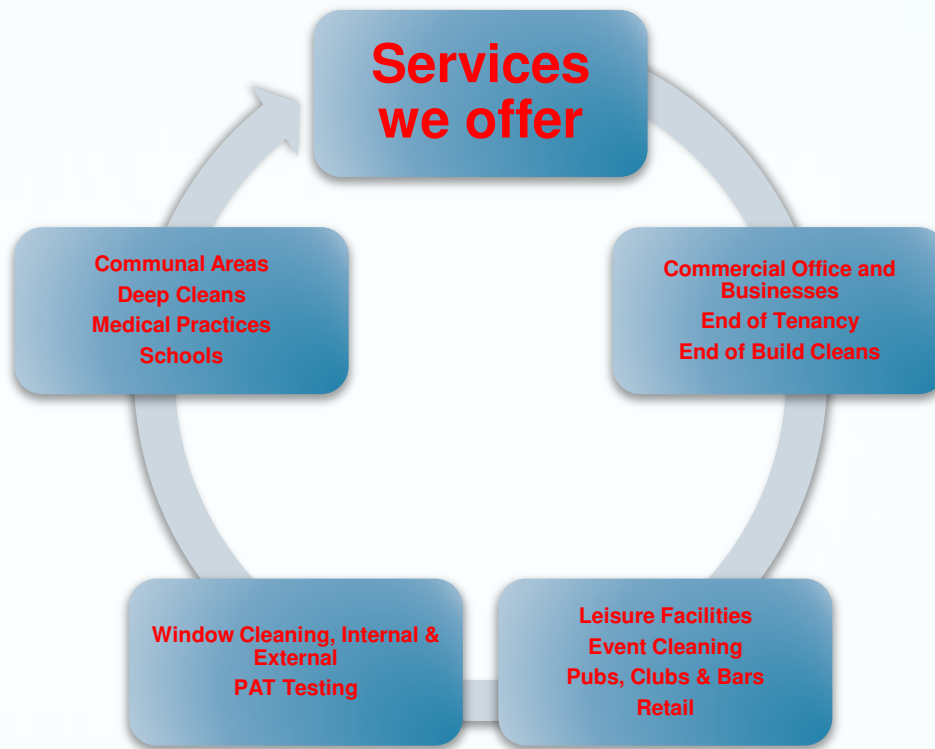 Services
we offer
Commercial Office and
Businesses
End of Tenancy
End of Build Cleans
Leisure Facilities
Event Cleaning
Pubs, Clubs & Bars
Retail
Window Cleaning, Internal &
External
PAT Testing
Communal Areas
Deep Cleans
Medical Practices
Schools